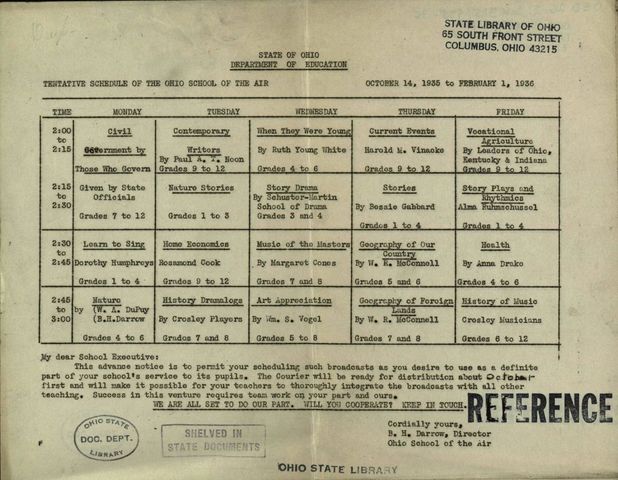 STATE LIBRARY OF OHIO
65 SOUTH FRONT STREET
COLUMBUS, OHIO 43215
STATE OF OHIO
DEPARTMENT OF EDUCATION
TENTATIVE SCHEDULE OF THE OHIO SCHOOL OF THE AIR OCTOBER 14, 1935 to FEBRUARY 1, 1936
TIME MONDAY TUESDAY WEDNESDAY THURSDAY FRIDAY
2:00 Civil Contemporary When They Were Young Current Events Vocational
to Agriculture
2:15 Government by Writers By Ruth Young White Harold M. Vinacke By Leaders of Ohio,
By Paul A. T. Noon Kentucky & Indiana
Those Who Govern Grades 9 to 12 Grades 4 to 6 Grades 9 to 12 Grades 9 to 12
2:15 Given by State Nature Stories Story Drama Stories Story Plays and
to Officials By Schuster-Martin Rhythmics
2:30 School of Drama By Bessie Gabbard Alma Ruhmschussel
Grades 7 to 12 Grades 1 to 3 Grades 3 and 4 Grades 1 to 4 Grades 1 to 4
2:30 Learn to Sing Home Economics Music of the Masters Geography of Our Health
to Country
2:45 Dorothy Humphreys Rosamond Cook By Margaret Cones By W. R. McConnell By Anna Drake
Grades 1 to 4 Grades 9 to 12 Grades 7 and 8 Grades 5 and 6 Grades 4 to 6
2:45 Nature History Dramalogs Art Appreciation Geography of Foreign History of Music
to by (W. A. DuPuy Lands
3:00 (B.H.Darrow By Crosley Players By Wm. S. Vogel By W. R. McConnell Crosley Musicians
Grades 4 to 6 Grades 7 and 8 Grades 5 to 8 Grades 7 and 8 Grades 6 to 12
My dear School Executive:
This advance notice is to permit your scheduling such broadcasts as you desire to use as a definite
part of your school's service to its pupils. The Courier will be ready for distribution about October
first and will make it possible for your teachers to thoroughly integrate the broadcasts with all other
teaching. Success in this venture requires team work on your part and ours.
WE ARE ALL SET TO DO OUR PART. WILL YOU COOPERATE? KEEP IN TOUCH.
REFERENCE
Cordially yours,
B. H. Darrow, Director
Ohio School of the Air
OHIO STATE
DOC. DEPT.
LIBRARY
SHELVED IN
STATE DOCUMENTS
OHIO STATE LIBRARY